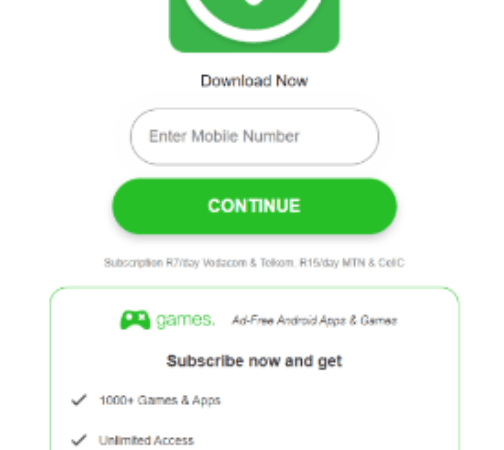 Download Now
Enter Mobile Number
CONTINUE
Subscription R7/day Vodacom & Telkom, R15/day MTN & CellC
games. Ad-Free Android Apps & Games
Subscribe now and get
1000+ Games & Apps
Unlimited Access